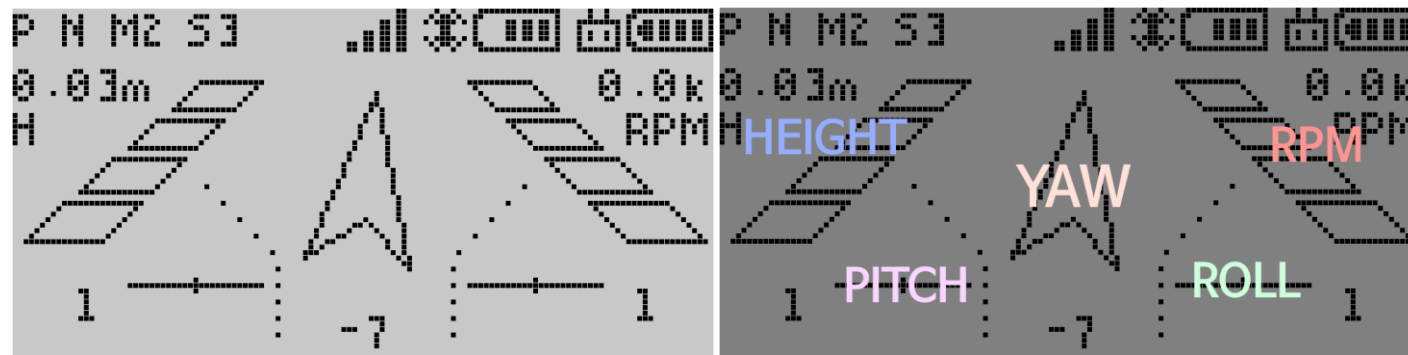 P N M2 S3
0.03m 0.0k
H RPM
1 1
-7
P N M2 S3
0.03m 0.0k
H RPM
HEIGHT RPM
YAW
PITCH ROLL
1 1
-7